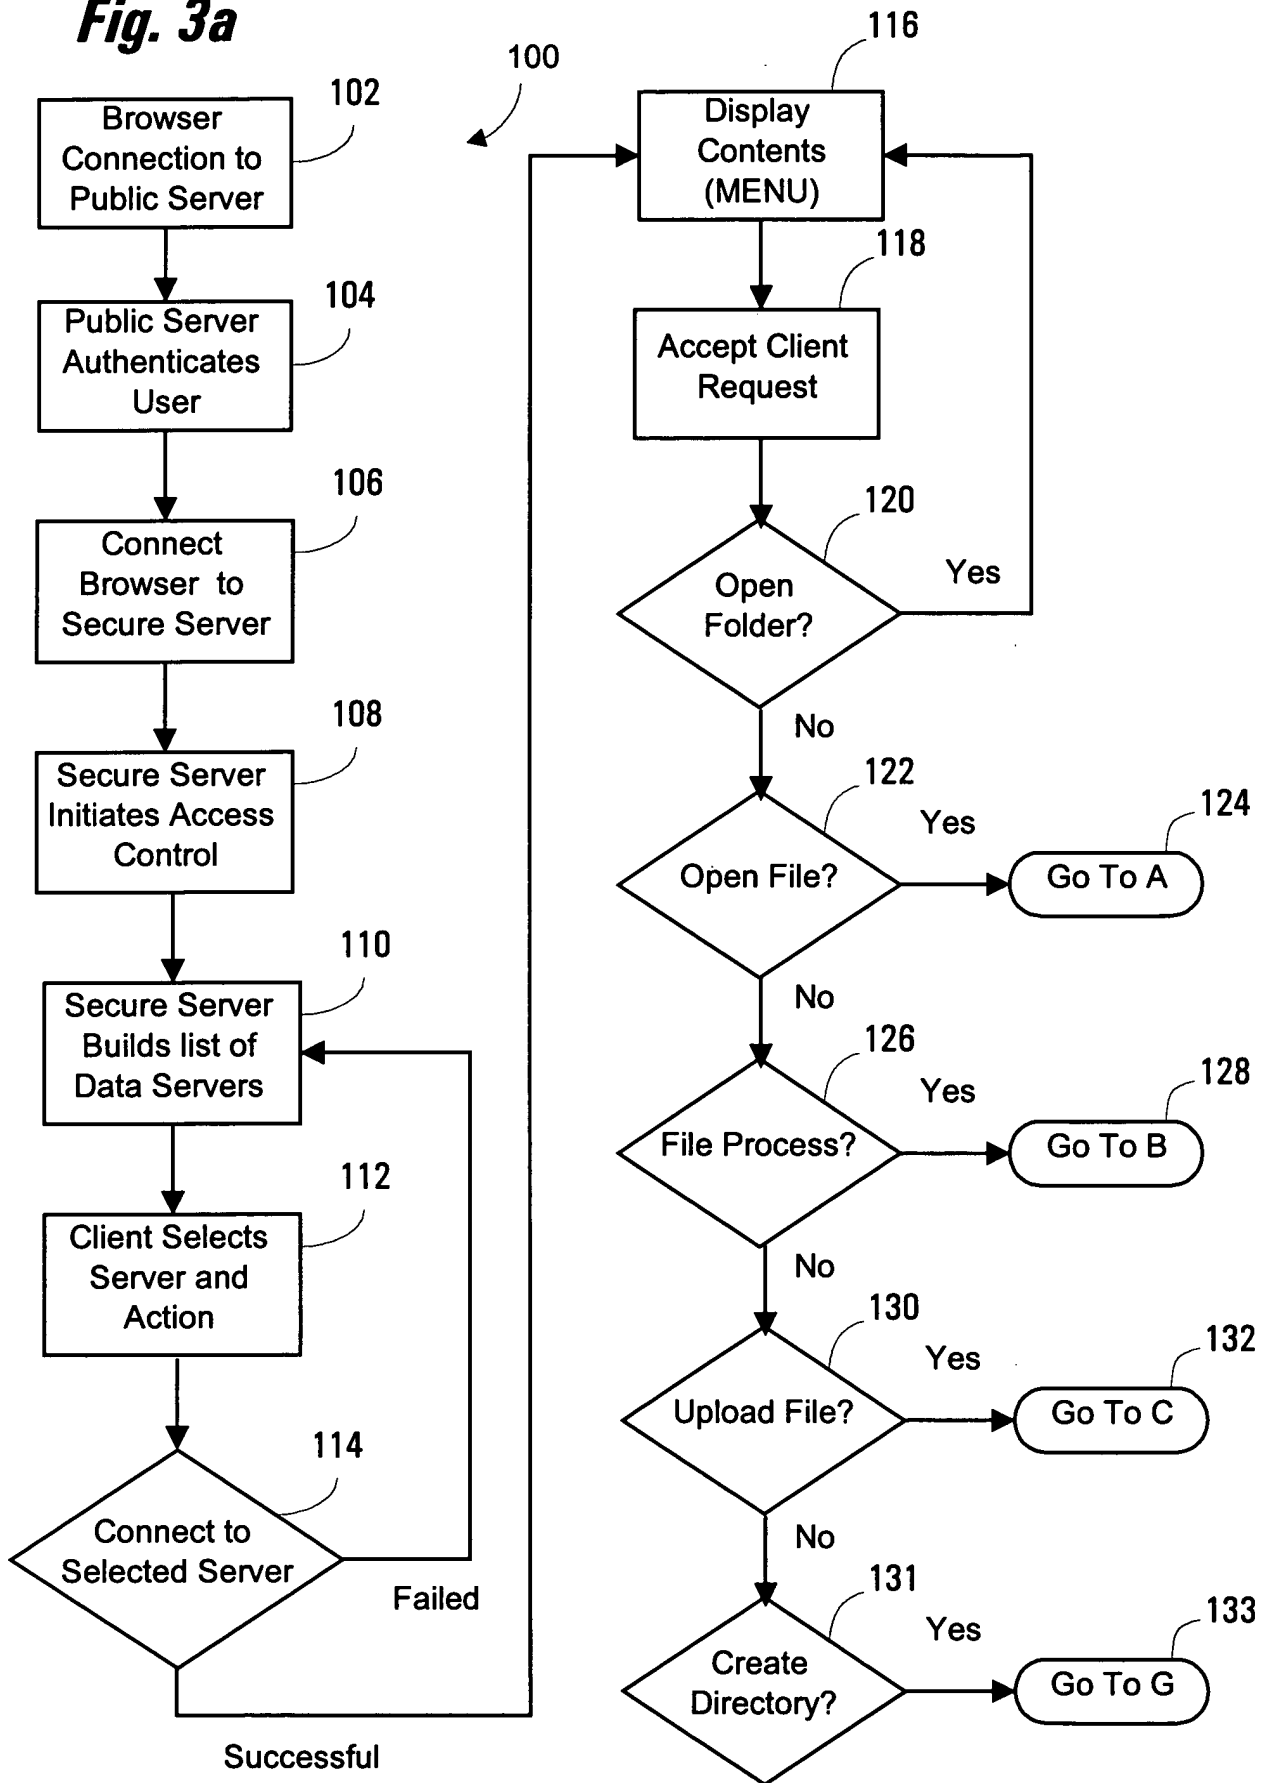 Fig. 3a
100
102
Browser
Connection to
Public Server
104
Public Server
Authenticates
User
106
Connect
Browser to
Secure Server
108
Secure Server
Initiates Access
Control
110
Secure Server
Builds list of
Data Servers
112
Client Selects
Server and
Action
114
Connect to
Selected Server
Failed
Successful
116
Display
Contents
(MENU)
118
Accept Client
Request
120
Open
Folder?
Yes
No
122
Open File?
Yes
124
Go To A
No
126
File Process?
Yes
128
Go To B
No
130
Upload File?
Yes
132
Go To C
No
131
Create
Directory?
Yes
133
Go To G